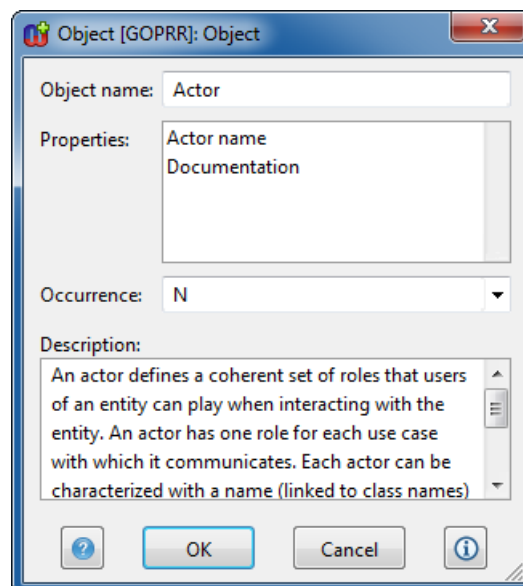 Object [GOPRR]: Object
Object name: Actor
Properties: Actor name
Documentation
Occurrence: N
Description:
An actor defines a coherent set of roles that users
of an entity can play when interacting with the
entity. An actor has one role for each use case
with which it communicates. Each actor can be
characterized with a name (linked to class names)
OK Cancel